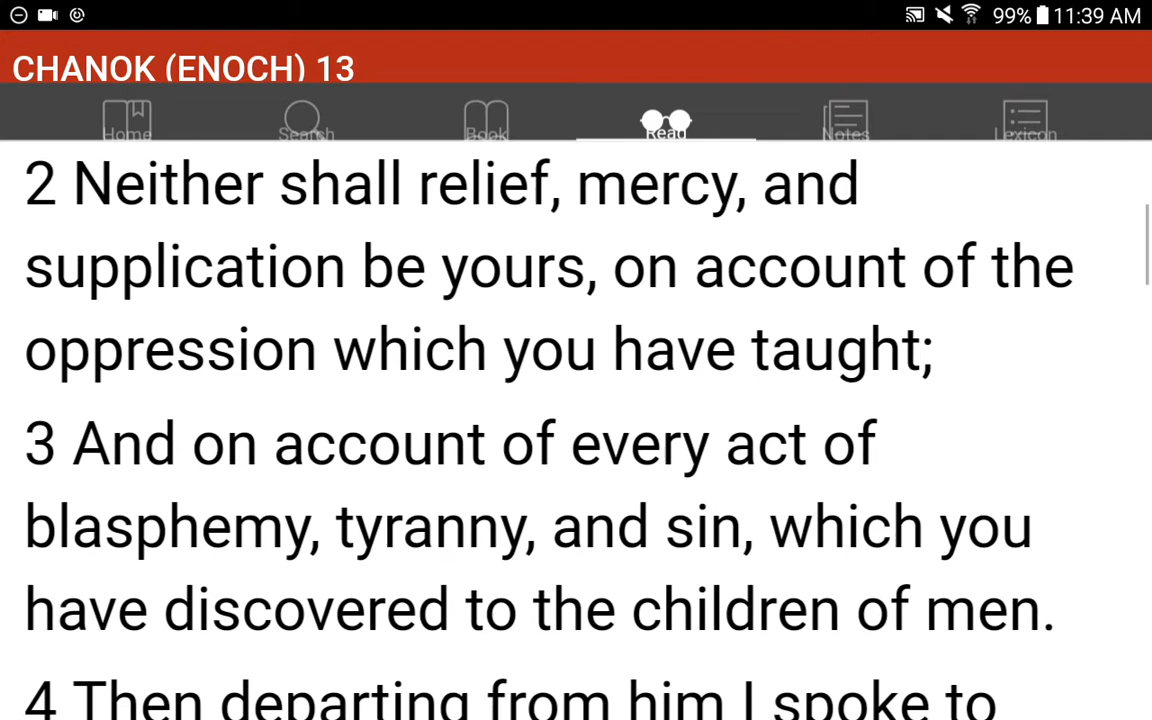 99% 11:39 AM
CHANOK (ENOCH) 13
Home Search Book Read Notes Lexicon
2 Neither shall relief, mercy, and
supplication be yours, on account of the
oppression which you have taught;
3 And on account of every act of
blasphemy, tyranny, and sin, which you
have discovered to the children of men.
4 Then departing from him I spoke to